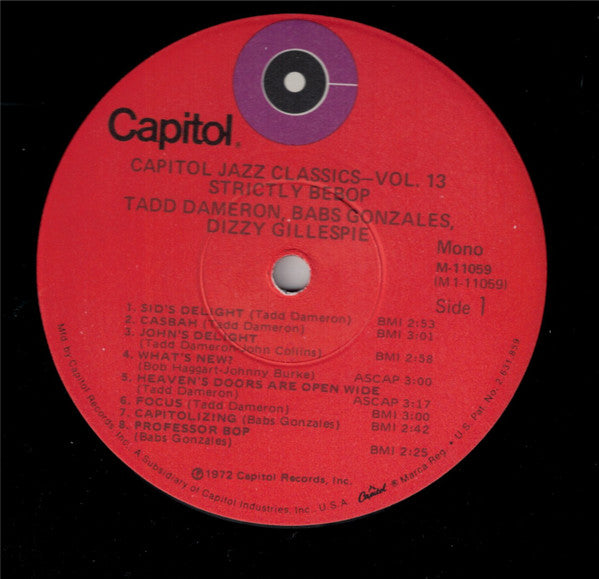 Capitol®
CAPITOL JAZZ CLASSICS—VOL. 13
STRICTLY BEBOP
TADD DAMERON, BABS GONZALES,
DIZZY GILLESPIE
Mono
M-11059
(M1-11059)
Side 1
1. SID'S DELIGHT (Tadd Dameron) BMI 2:53
2. CASBAH (Tadd Dameron) BMI 3:01
3. JOHN'S DELIGHT
(Tadd Dameron-John Collins) BMI 2:58
4. WHAT'S NEW?
(Bob Haggart-Johnny Burke) ASCAP 3:00
5. HEAVEN'S DOORS ARE OPEN WIDE
(Tadd Dameron) ASCAP 3:17
6. FOCUS (Tadd Dameron) BMI 3:00
7. CAPITOLIZING (Babs Gonzales) BMI 2:42
8. PROFESSOR BOP
(Babs Gonzales) BMI 2:25
Ⓟ1972 Capitol Records, Inc.
Mfd. by Capitol Records, Inc., A Subsidiary of Capitol Industries, Inc., U.S.A. Capitol ® Marca Reg. • U.S. Pat. No. 2,631,859